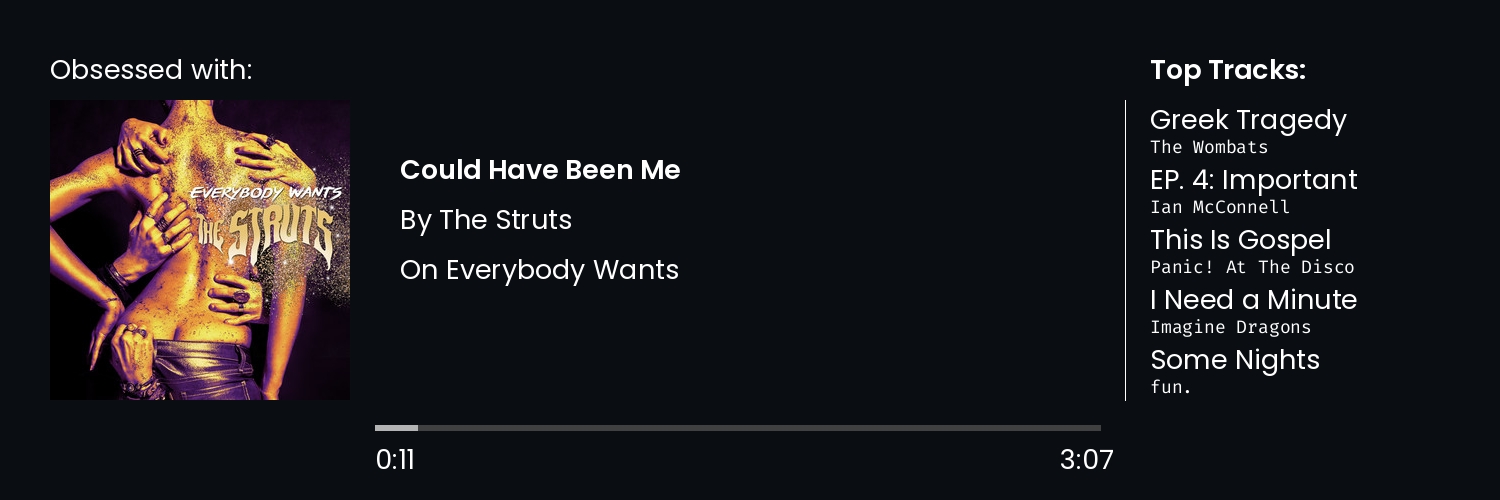 Obsessed with:
EVERYBODY WANTS
THE STRUTS
Could Have Been Me
By The Struts
On Everybody Wants
0:11
3:07
Top Tracks:
Greek Tragedy
The Wombats
EP. 4: Important
Ian McConnell
This Is Gospel
Panic! At The Disco
I Need a Minute
Imagine Dragons
Some Nights
fun.